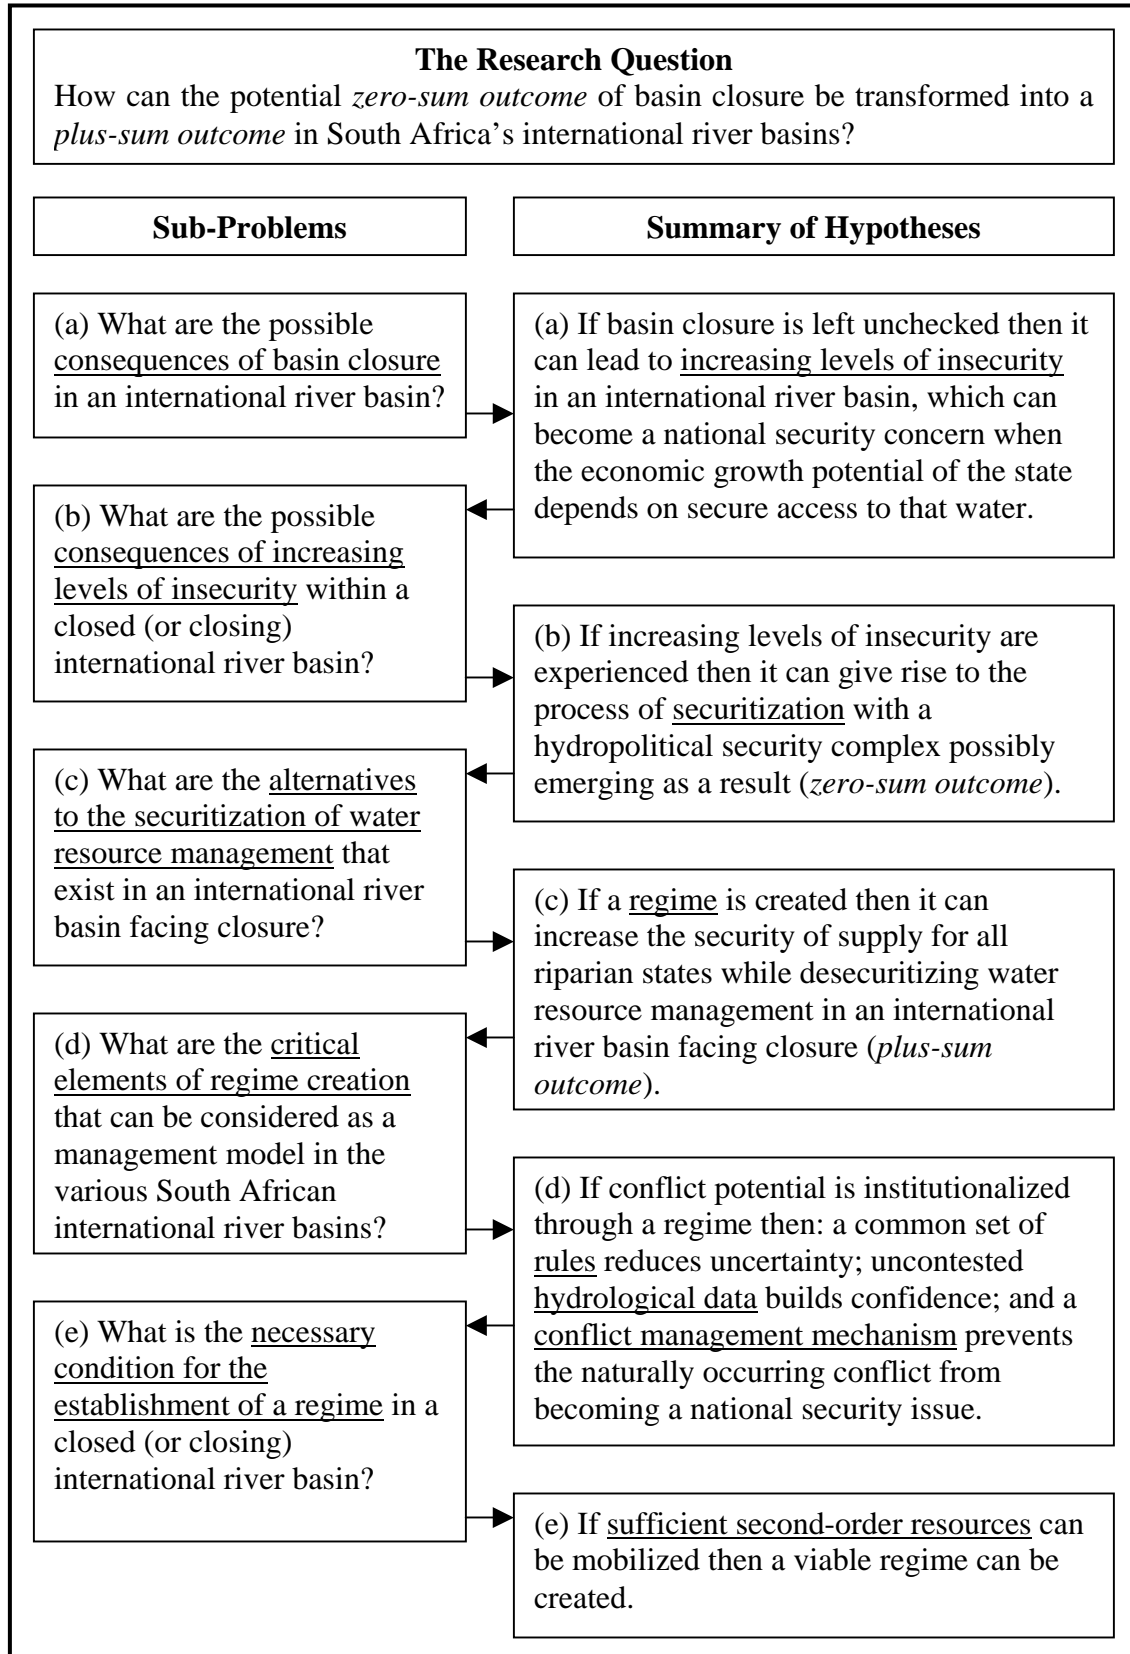 The Research Question
How can the potential zero-sum outcome of basin closure be transformed into a
plus-sum outcome in South Africa's international river basins?
Sub-Problems
Summary of Hypotheses
(a) What are the possible
consequences of basin closure
in an international river basin?
(a) If basin closure is left unchecked then it
can lead to increasing levels of insecurity
in an international river basin, which can
become a national security concern when
the economic growth potential of the state
depends on secure access to that water.
(b) What are the possible
consequences of increasing
levels of insecurity within a
closed (or closing)
international river basin?
(b) If increasing levels of insecurity are
experienced then it can give rise to the
process of securitization with a
hydropolitical security complex possibly
emerging as a result (zero-sum outcome).
(c) What are the alternatives
to the securitization of water
resource management that
exist in an international river
basin facing closure?
(c) If a regime is created then it can
increase the security of supply for all
riparian states while desecuritizing water
resource management in an international
river basin facing closure (plus-sum
outcome).
(d) What are the critical
elements of regime creation
that can be considered as a
management model in the
various South African
international river basins?
(d) If conflict potential is institutionalized
through a regime then: a common set of
rules reduces uncertainty; uncontested
hydrological data builds confidence; and a
conflict management mechanism prevents
the naturally occurring conflict from
becoming a national security issue.
(e) What is the necessary
condition for the
establishment of a regime in a
closed (or closing)
international river basin?
(e) If sufficient second-order resources can
be mobilized then a viable regime can be
created.